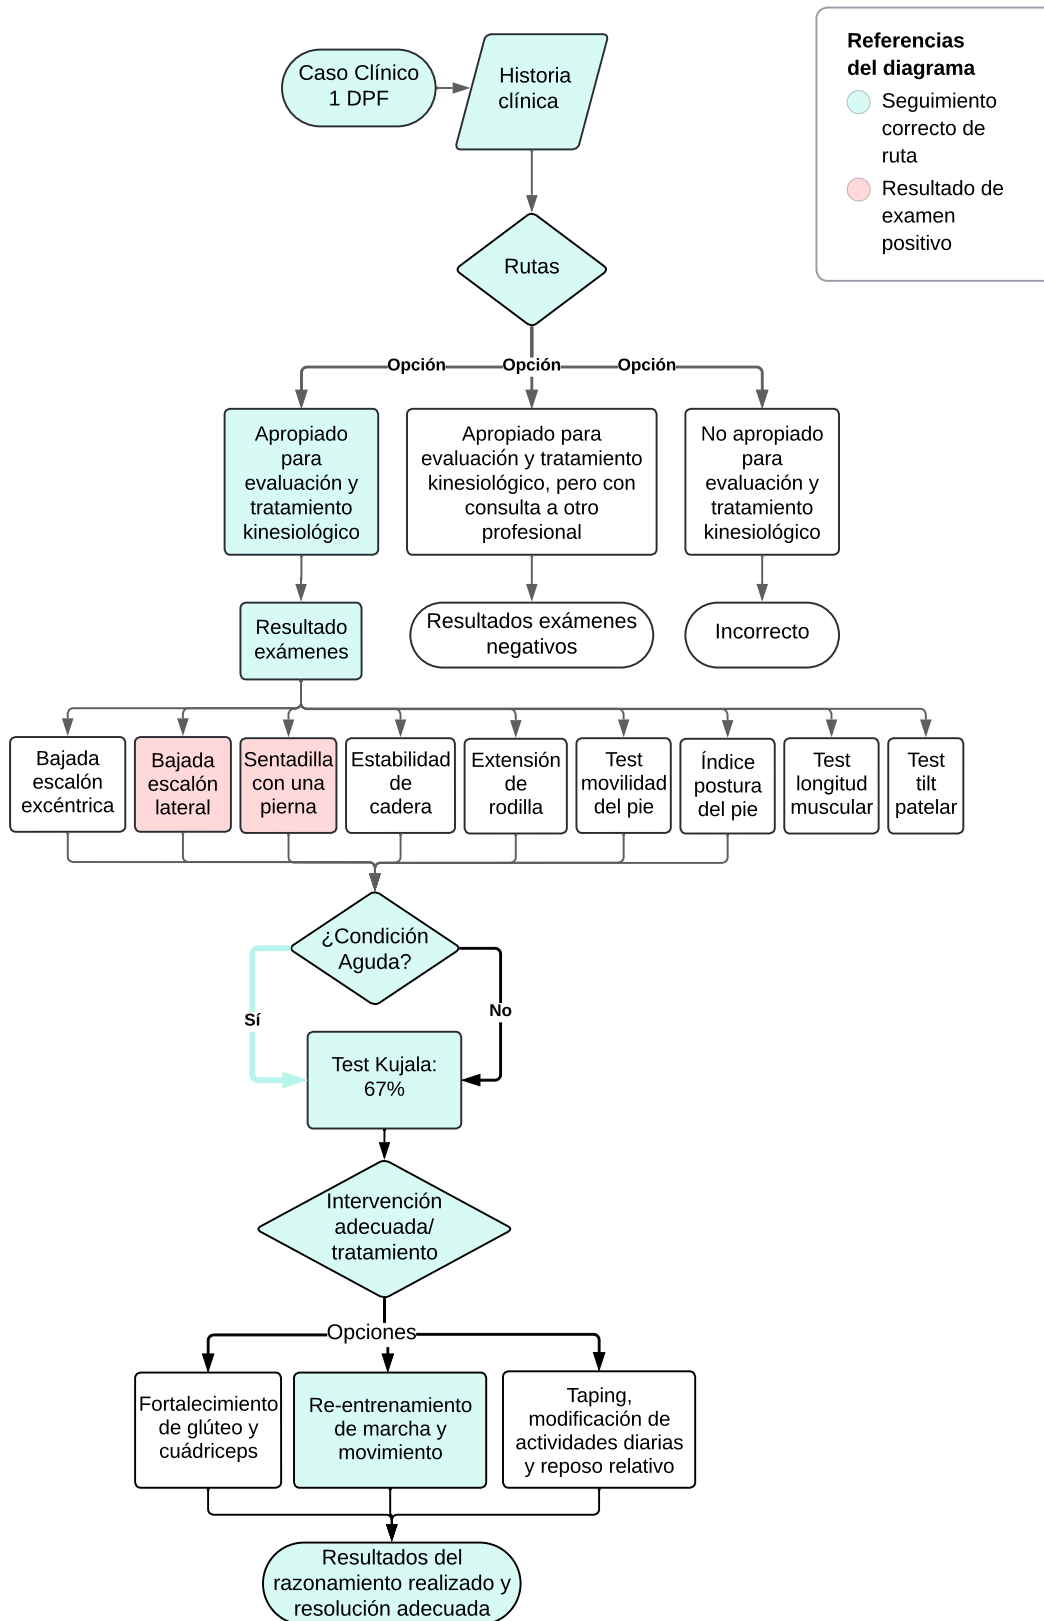 Caso Clínico
1 DPF
Historia
clínica
Referencias
del diagrama
Seguimiento
correcto de
ruta
Resultado de
examen
positivo
Rutas
Opción
Opción
Opción
Apropiado
para
evaluación y
tratamiento
kinesiológico
Apropiado para
evaluación y tratamiento
kinesiológico, pero con
consulta a otro
profesional
No apropiado
para
evaluación y
tratamiento
kinesiológico
Resultado
exámenes
Resultados exámenes
negativos
Incorrecto
Bajada
escalón
excéntrica
Bajada
escalón
lateral
Sentadilla
con una
pierna
Estabilidad
de
cadera
Extensión
de
rodilla
Test
movilidad
del pie
Índice
postura
del pie
Test
longitud
muscular
Test
tilt
patelar
¿Condición
Aguda?
Sí
No
Test Kujala:
67%
Intervención
adecuada/
tratamiento
Opciones
Fortalecimiento
de glúteo y
cuádriceps
Re-entrenamiento
de marcha y
movimiento
Taping,
modificación de
actividades diarias
y reposo relativo
Resultados del
razonamiento realizado y
resolución adecuada